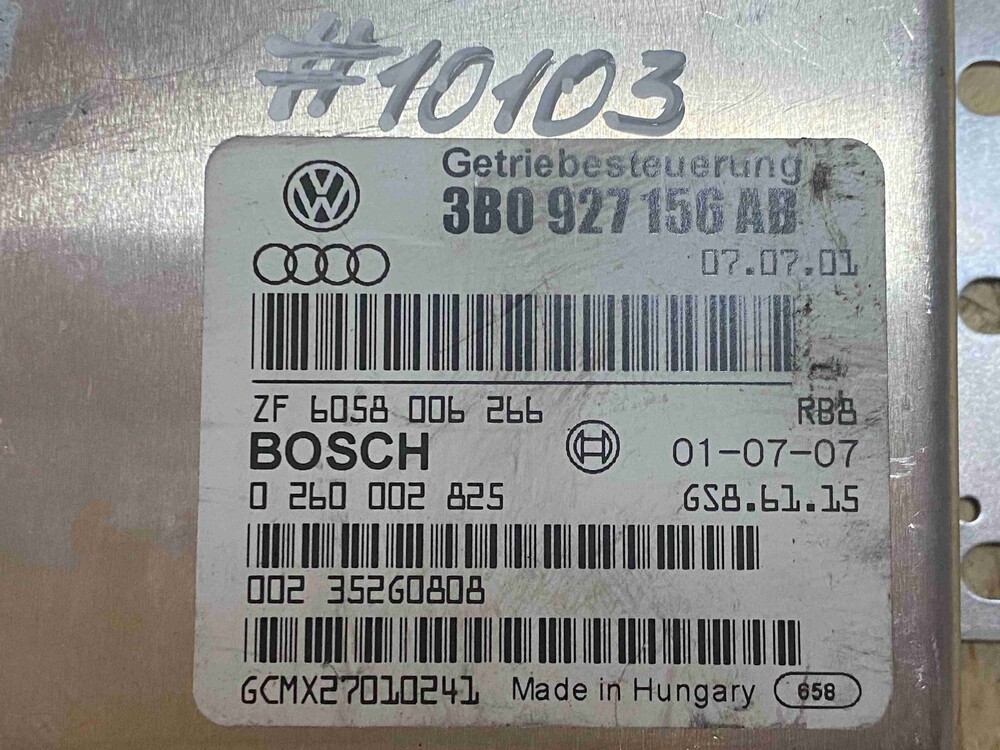 #10103
Getriebesteuerung
3B0 927 156 AB
07.07.01
ZF 6058 006 266 RB8
BOSCH 01-07-07
0 260 002 825 GS8.61.15
002 35260808
GCMX27010241 Made in Hungary 658